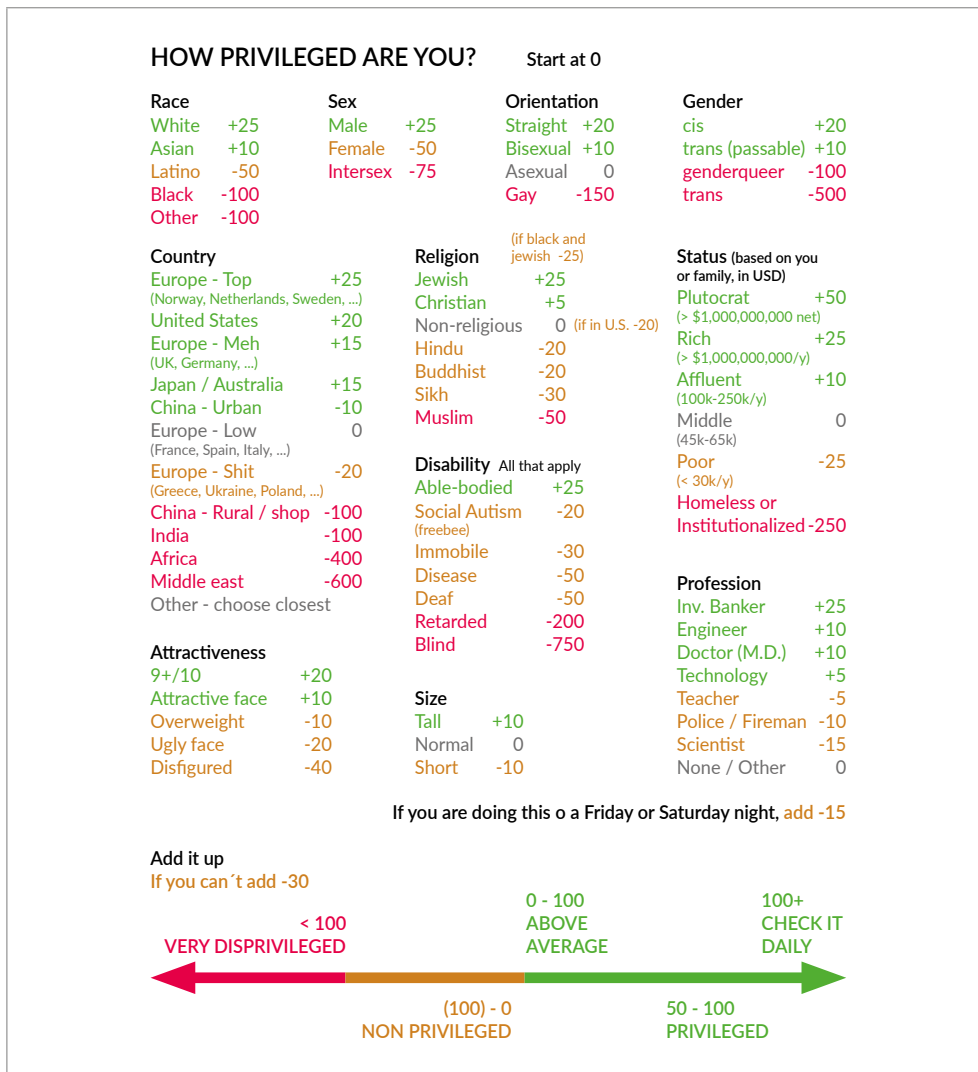 HOW PRIVILEGED ARE YOU? Start at 0
Race
White +25
Asian +10
Latino -50
Black -100
Other -100
Sex
Male +25
Female -50
Intersex -75
Orientation
Straight +20
Bisexual +10
Asexual 0
Gay -150
Gender
cis +20
trans (passable) +10
genderqueer -100
trans -500
Country
Europe - Top +25
(Norway, Netherlands, Sweden, ...)
United States +20
Europe - Meh +15
(UK, Germany, ...)
Japan / Australia +15
China - Urban -10
Europe - Low 0
(France, Spain, Italy, ...)
Europe - Shit -20
(Greece, Ukraine, Poland, ...)
China - Rural / shop -100
India -100
Africa -400
Middle east -600
Other - choose closest
Attractiveness
9+/10 +20
Attractive face +10
Overweight -10
Ugly face -20
Disfigured -40
(if black and
Religion jewish -25)
Jewish +25
Christian +5
Non-religious 0 (if in U.S. -20)
Hindu -20
Buddhist -20
Sikh -30
Muslim -50
Disability All that apply
Able-bodied +25
Social Autism -20
(freebee)
Immobile -30
Disease -50
Deaf -50
Retarded -200
Blind -750
Size
Tall +10
Normal 0
Short -10
Status (based on you
or family, in USD)
Plutocrat +50
(> $1,000,000,000 net)
Rich +25
(> $1,000,000,000/y)
Affluent +10
(100k-250k/y)
Middle 0
(45k-65k)
Poor -25
(< 30k/y)
Homeless or
Institutionalized -250
Profession
Inv. Banker +25
Engineer +10
Doctor (M.D.) +10
Technology +5
Teacher -5
Police / Fireman -10
Scientist -15
None / Other 0
If you are doing this o a Friday or Saturday night, add -15
Add it up
If you can´t add -30
< 100
VERY DISPRIVILEGED
0 - 100
ABOVE
AVERAGE
100+
CHECK IT
DAILY
(100) - 0
NON PRIVILEGED
50 - 100
PRIVILEGED